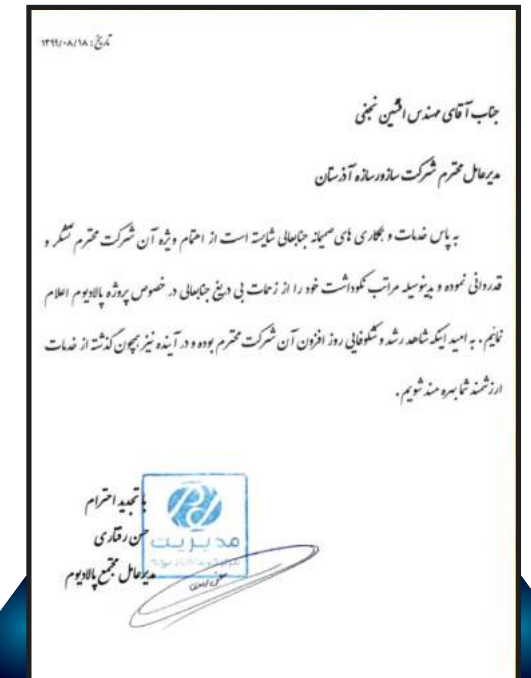 تاریخ: ۱۳۹۹/۰۸/۱۸
جناب آقای مهندس افشین نجفی
مدیرعامل محترم شرکت سازورسازه آذرستان
به پاس خدمات و همکاری های صمیمانه جنابعالی شایسته است از اهتمام ویژه آن شرکت محترم تشکر و
قدردانی نموده و بدینوسیله مراتب نکوداشت خود را از زحمات بی دریغ جنابعالی در خصوص پروژه پالادیوم اعلام
نمائیم. به امید اینکه شاهد رشد و شکوفایی روز افزون آن شرکت محترم بوده و در آینده نیز همچون گذشته از خدمات
ارزشمند شما بهره مند شویم.
با تجدید احترام
حسن رفتاری
مدیریت
مدیرعامل مجتمع پالادیوم